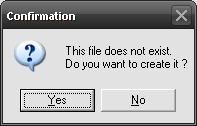 Confirmation
This file does not exist.
Do you want to create it ?
Yes
No